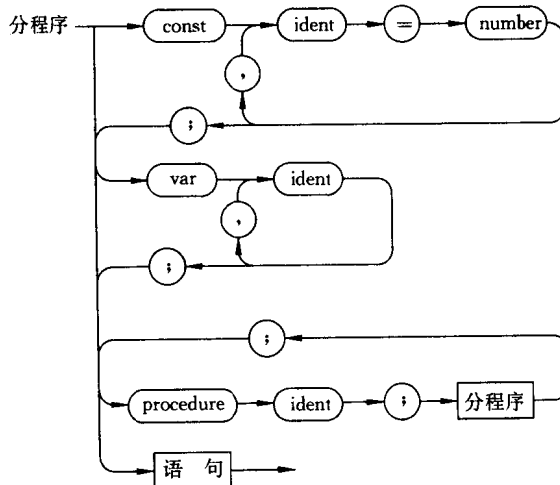 分程序 const ident = number
,
;
var ident
,
;
;
procedure ident ; 分程序
语 句